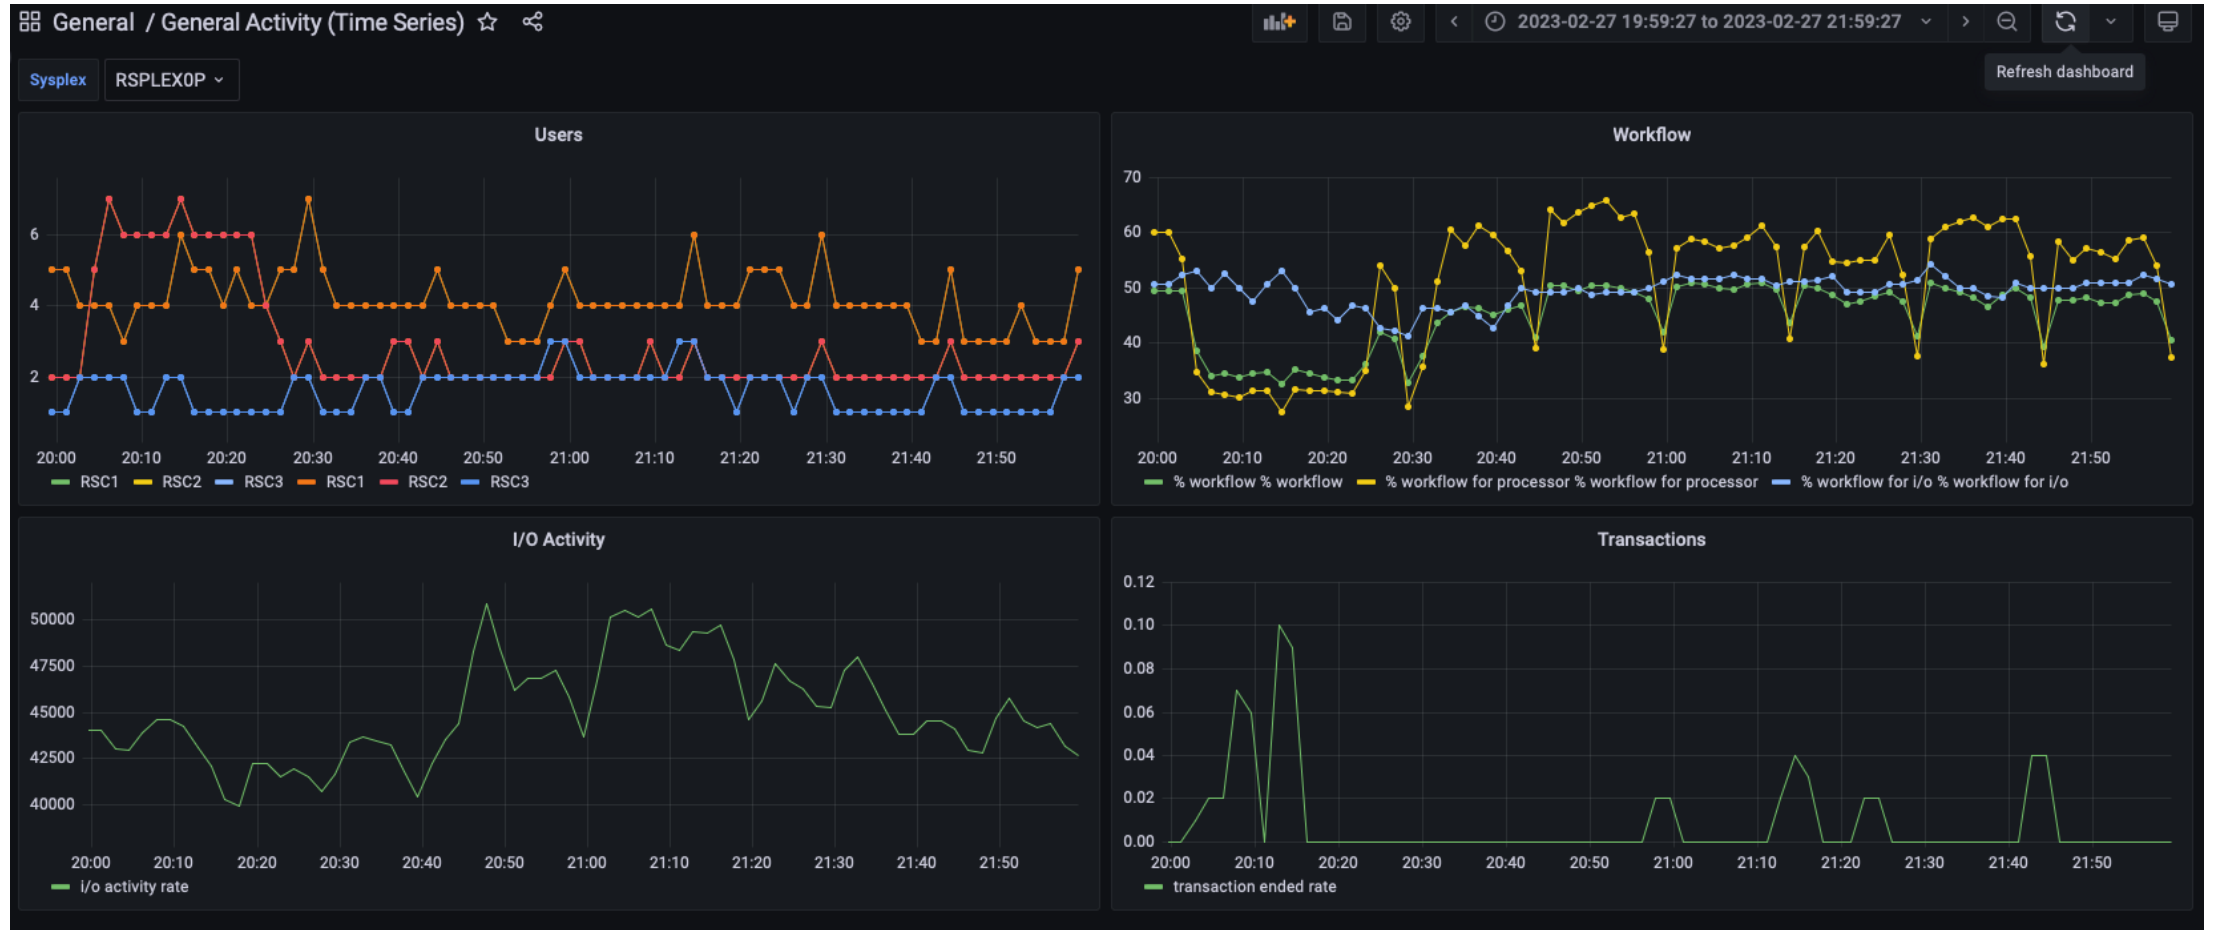 General / General Activity (Time Series)
2023-02-27 19:59:27 to 2023-02-27 21:59:27
Refresh dashboard
Sysplex RSPLEX0P
Users
6
4
2
20:00 20:10 20:20 20:30 20:40 20:50 21:00 21:10 21:20 21:30 21:40 21:50
RSC1 RSC2 RSC3 RSC1 RSC2 RSC3
Workflow
70
60
50
40
30
20:00 20:10 20:20 20:30 20:40 20:50 21:00 21:10 21:20 21:30 21:40 21:50
% workflow % workflow % workflow for processor % workflow for processor % workflow for i/o % workflow for i/o
I/O Activity
50000
47500
45000
42500
40000
20:00 20:10 20:20 20:30 20:40 20:50 21:00 21:10 21:20 21:30 21:40 21:50
i/o activity rate
Transactions
0.12
0.10
0.08
0.06
0.04
0.02
0.00
20:00 20:10 20:20 20:30 20:40 20:50 21:00 21:10 21:20 21:30 21:40 21:50
transaction ended rate